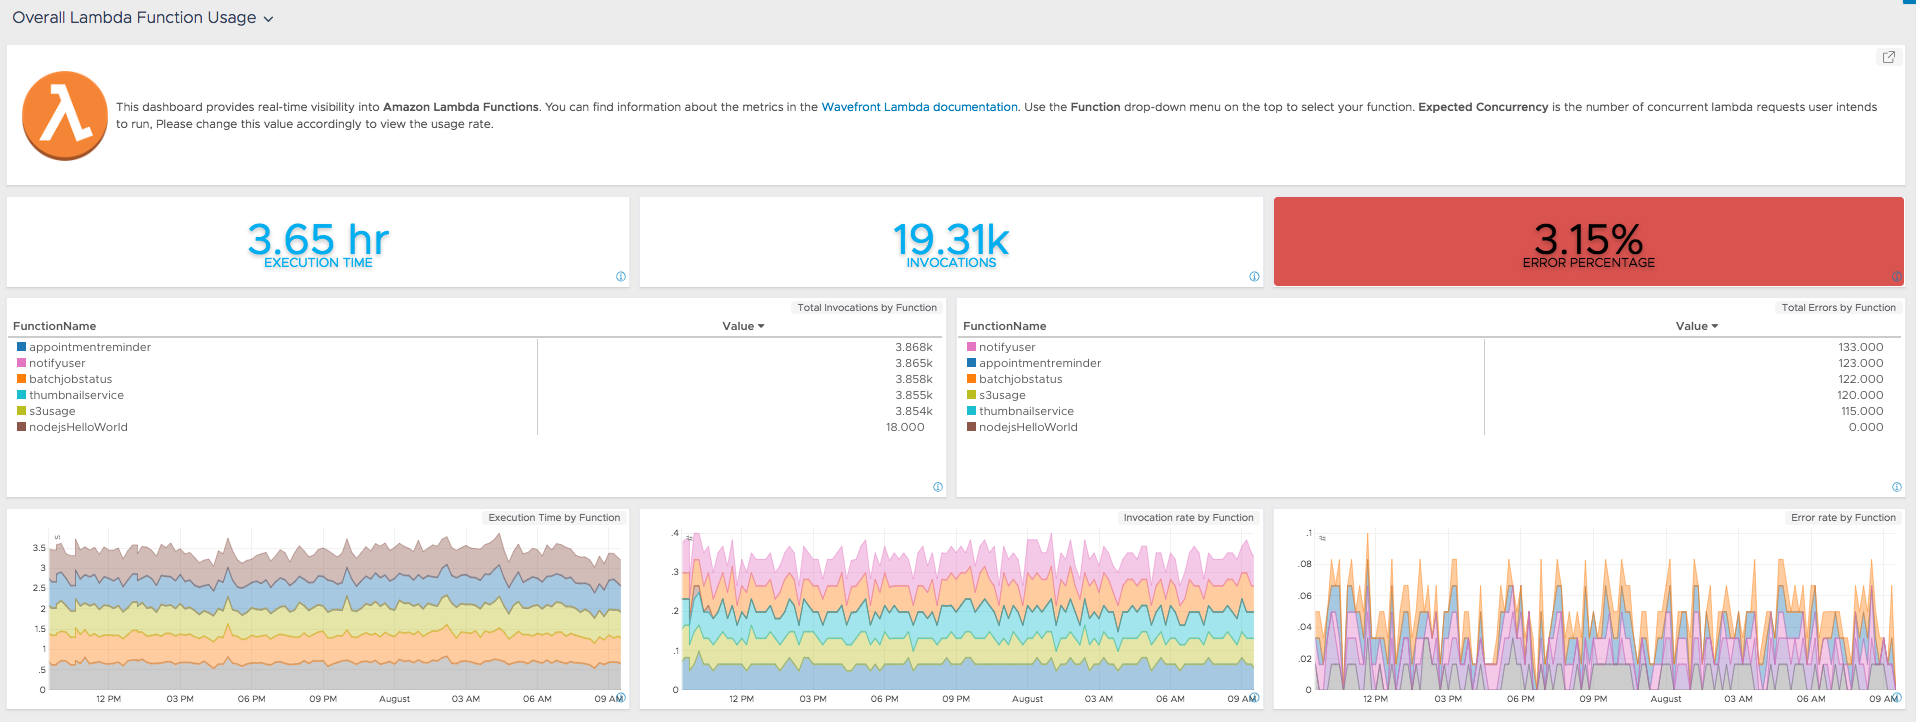 Overall Lambda Function Usage
This dashboard provides real-time visibility into Amazon Lambda Functions. You can find information about the metrics in the Wavefront Lambda documentation. Use the Function drop-down menu on the top to select your function. Expected Concurrency is the number of concurrent lambda requests user intends
to run, Please change this value accordingly to view the usage rate.
3.65 hr
EXECUTION TIME
19.31k
INVOCATIONS
3.15%
ERROR PERCENTAGE
Total Invocations by Function
FunctionName Value
appointmentreminder 3.868k
notifyuser 3.865k
batchjobstatus 3.858k
thumbnailservice 3.855k
s3usage 3.854k
nodejsHelloWorld 18.000
Total Errors by Function
FunctionName Value
notifyuser 133.000
appointmentreminder 123.000
batchjobstatus 122.000
s3usage 120.000
thumbnailservice 115.000
nodejsHelloWorld 0.000
Execution Time by Function
s
3.5
3
2.5
2
1.5
1
.5
0
12 PM 03 PM 06 PM 09 PM August 03 AM 06 AM 09 AM
Invocation rate by Function
.4
.3
.2
.1
0
12 PM 03 PM 06 PM 09 PM August 03 AM 06 AM 09 AM
Error rate by Function
.1
.08
.06
.04
.02
0
12 PM 03 PM 06 PM 09 PM August 03 AM 06 AM 09 AM